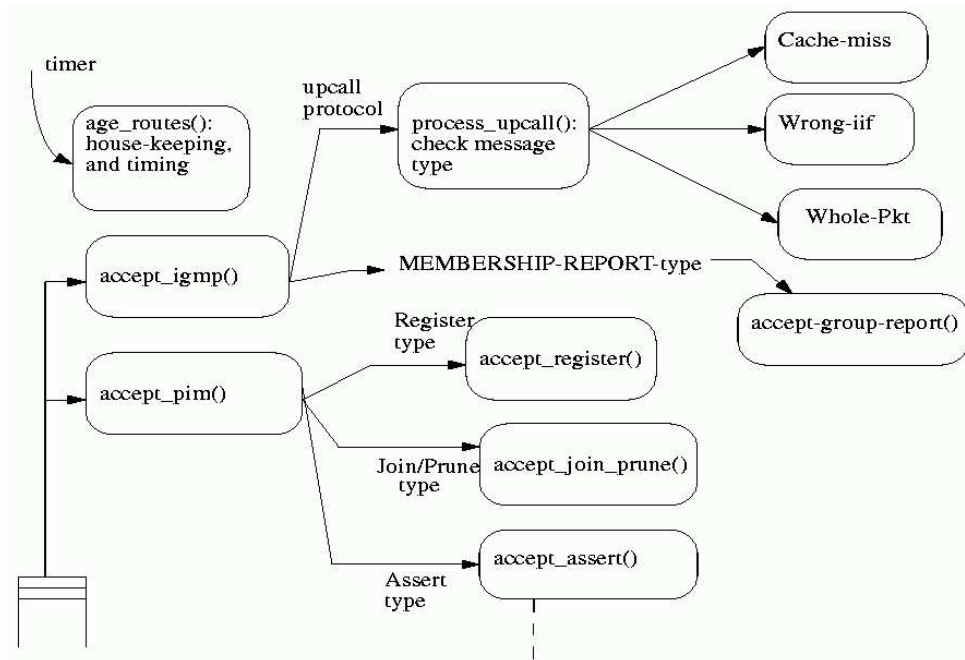 timer
age_routes():
house-keeping,
and timing
upcall
protocol
process_upcall():
check message
type
Cache-miss
Wrong-iif
Whole-Pkt
accept_igmp()
MEMBERSHIP-REPORT-type
accept-group-report()
accept_pim()
Register
type
accept_register()
Join/Prune
type
accept_join_prune()
Assert
type
accept_assert()